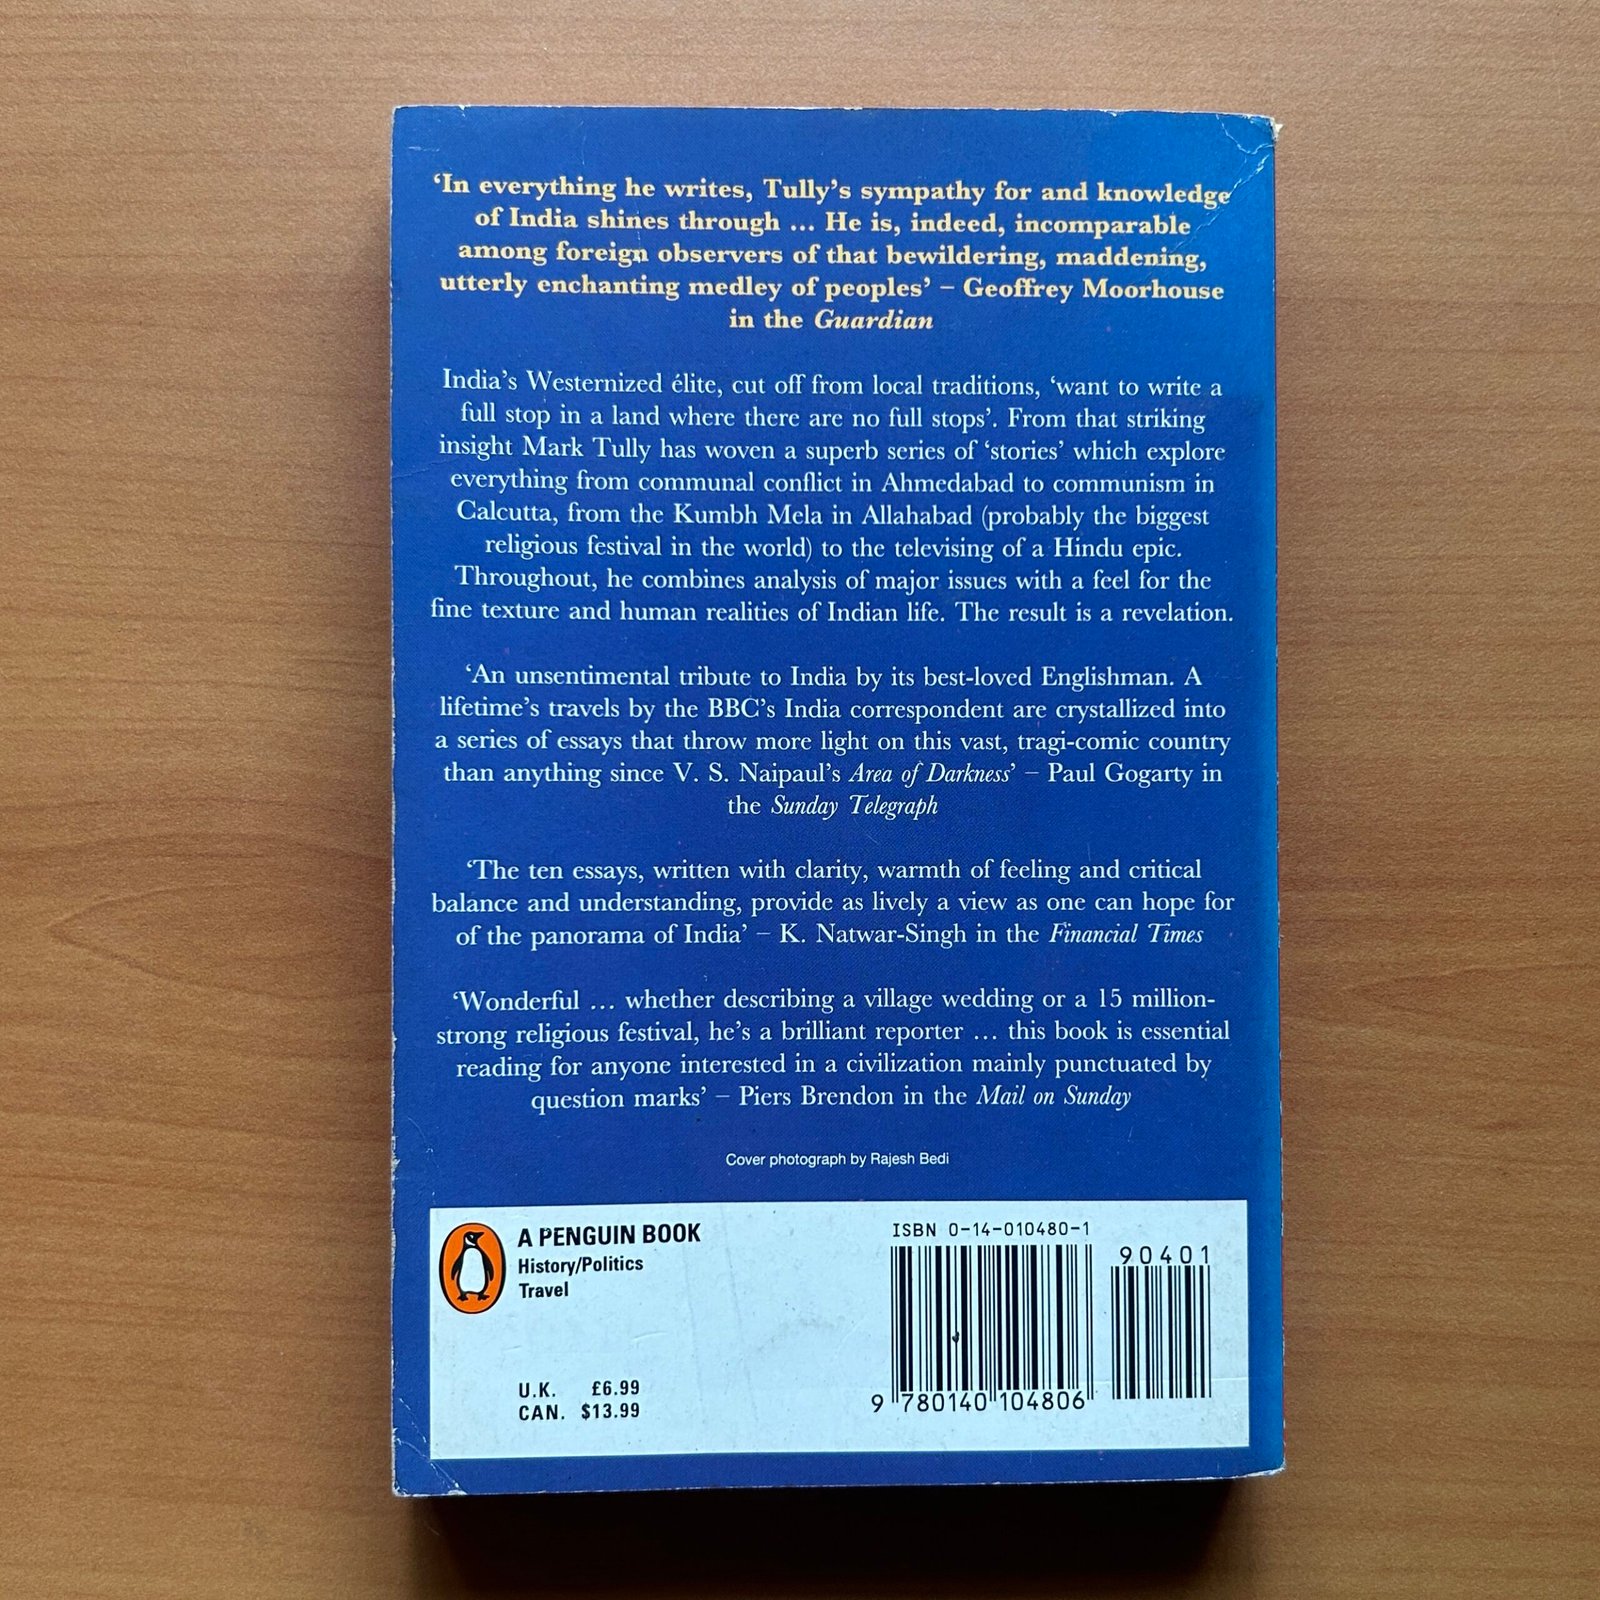 ‘In everything he writes, Tully’s sympathy for and knowledge
of India shines through ... He is, indeed, incomparable
among foreign observers of that bewildering, maddening,
utterly enchanting medley of peoples’ – Geoffrey Moorhouse
in the Guardian
India’s Westernized élite, cut off from local traditions, ‘want to write a
full stop in a land where there are no full stops’. From that striking
insight Mark Tully has woven a superb series of ‘stories’ which explore
everything from communal conflict in Ahmedabad to communism in
Calcutta, from the Kumbh Mela in Allahabad (probably the biggest
religious festival in the world) to the televising of a Hindu epic.
Throughout, he combines analysis of major issues with a feel for the
fine texture and human realities of Indian life. The result is a revelation.
‘An unsentimental tribute to India by its best-loved Englishman. A
lifetime’s travels by the BBC’s India correspondent are crystallized into
a series of essays that throw more light on this vast, tragi-comic country
than anything since V. S. Naipaul’s Area of Darkness’ – Paul Gogarty in
the Sunday Telegraph
‘The ten essays, written with clarity, warmth of feeling and critical
balance and understanding, provide as lively a view as one can hope for
of the panorama of India’ – K. Natwar-Singh in the Financial Times
‘Wonderful ... whether describing a village wedding or a 15 million-
strong religious festival, he’s a brilliant reporter ... this book is essential
reading for anyone interested in a civilization mainly punctuated by
question marks’ – Piers Brendon in the Mail on Sunday
Cover photograph by Rajesh Bedi
A PENGUIN BOOK
History/Politics
Travel
U.K. £6.99
CAN. $13.99
ISBN 0-14-010480-1
90401
9 780140 104806